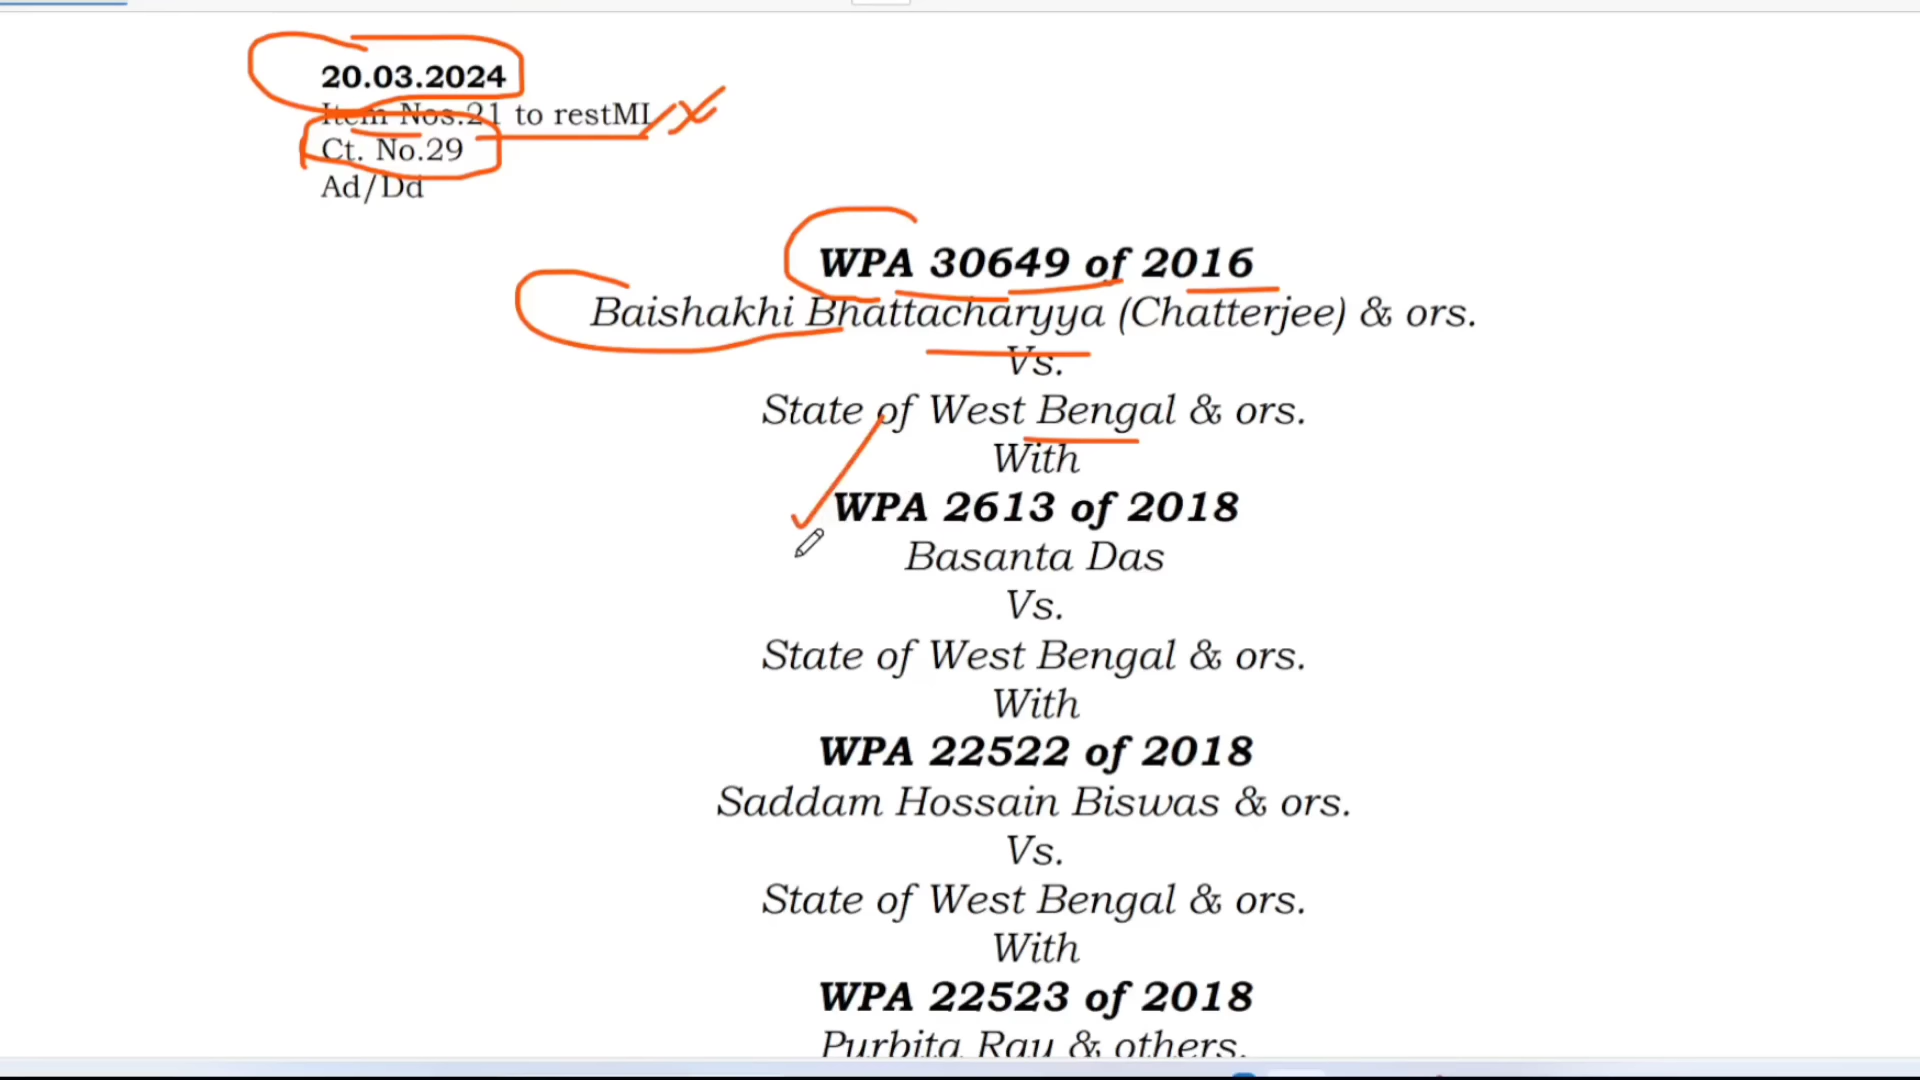 20.03.2024
Item Nos.21 to restML
Ct. No.29
Ad/Dd
WPA 30649 of 2016
Baishakhi Bhattacharyya (Chatterjee) & ors.
Vs.
State of West Bengal & ors.
With
WPA 2613 of 2018
Basanta Das
Vs.
State of West Bengal & ors.
With
WPA 22522 of 2018
Saddam Hossain Biswas & ors.
Vs.
State of West Bengal & ors.
With
WPA 22523 of 2018
Purbita Ray & others.